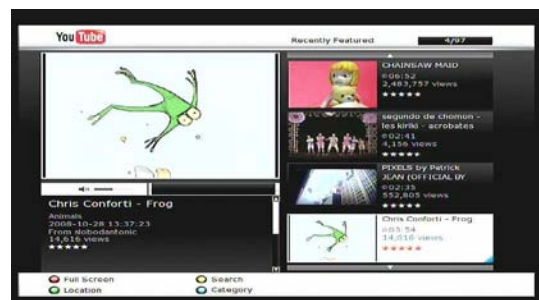 YouTube
Recently Featured
4/97
CHAINSAW MAID
06:52
2,483,757 views
★★★★★
segundo de chomon -
les kiriki - acrobates
02:41
4,156 views
★★★★★
PIXELS by Patrick
JEAN (OFFICIAL BY
02:35
552,805 views
★★★★★
Chris Conforti - Frog
03:54
14,616 views
★★★★★
Chris Conforti - Frog
Animals
2008-10-28 13:37:23
From slobodantonic
14,616 views
★★★★★
Full Screen
Search
Location
Category